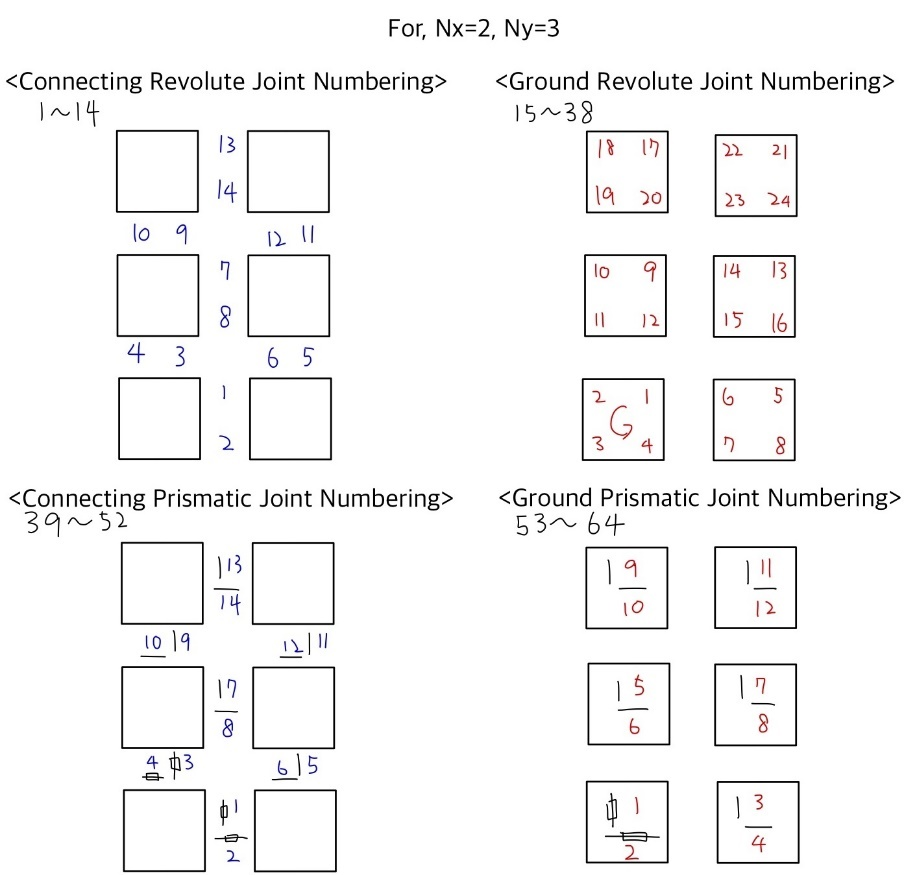 For, Nx=2, Ny=3
<Connecting Revolute Joint Numbering>
1~14
13
14
10 9 12 11
7
8
4 3 6 5
1
2
<Ground Revolute Joint Numbering>
15~38
18 17 22 21
19 20 23 24
10 9 14 13
11 12 15 16
2 1 6 5
3 4 7 8
<Connecting Prismatic Joint Numbering>
39~52
13
14
10 9 12 11
7
8
4 3 6 5
1
2
<Ground Prismatic Joint Numbering>
53~64
9 11
10 12
5 7
6 8
1 3
2 4